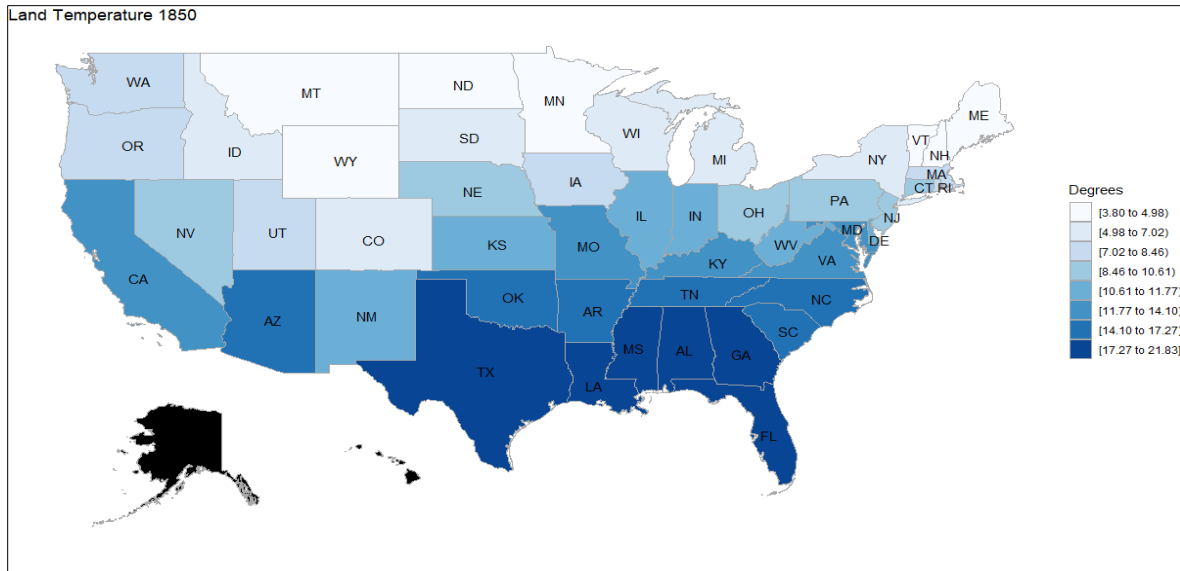 Land Temperature 1850
WA
MT
ND
MN
ME
OR
ID
SD
WI
VT
NH
WY
MI
NY
MA
CT RI
NE
IA
PA
NV
UT
CO
IL
IN
OH
NJ
KS
MO
WV
MD
DE
CA
KY
VA
AZ
NM
OK
AR
TN
NC
SC
TX
LA
MS
AL
GA
FL
Degrees
[3.80 to 4.98)
[4.98 to 7.02)
[7.02 to 8.46)
[8.46 to 10.61)
[10.61 to 11.77)
[11.77 to 14.10)
[14.10 to 17.27)
[17.27 to 21.83]